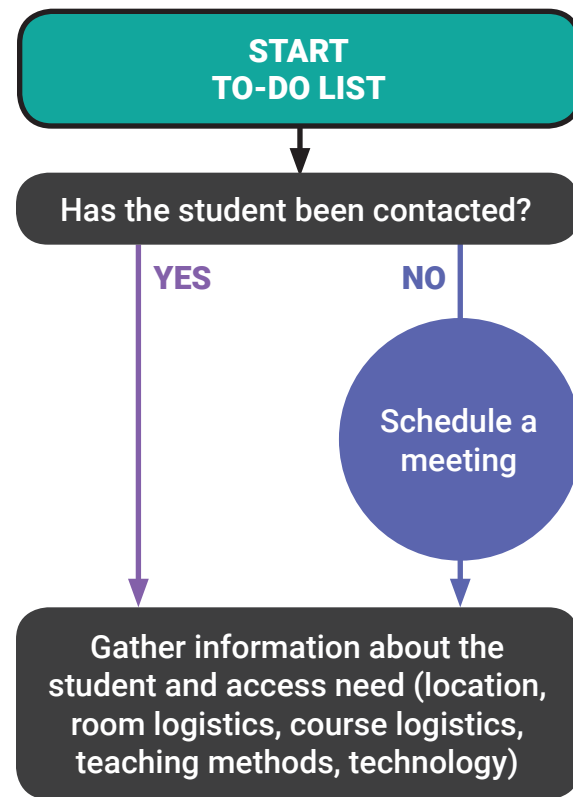 START
TO-DO LIST
Has the student been contacted?
YES
NO
Schedule a
meeting
Gather information about the
student and access need (location,
room logistics, course logistics,
teaching methods, technology)